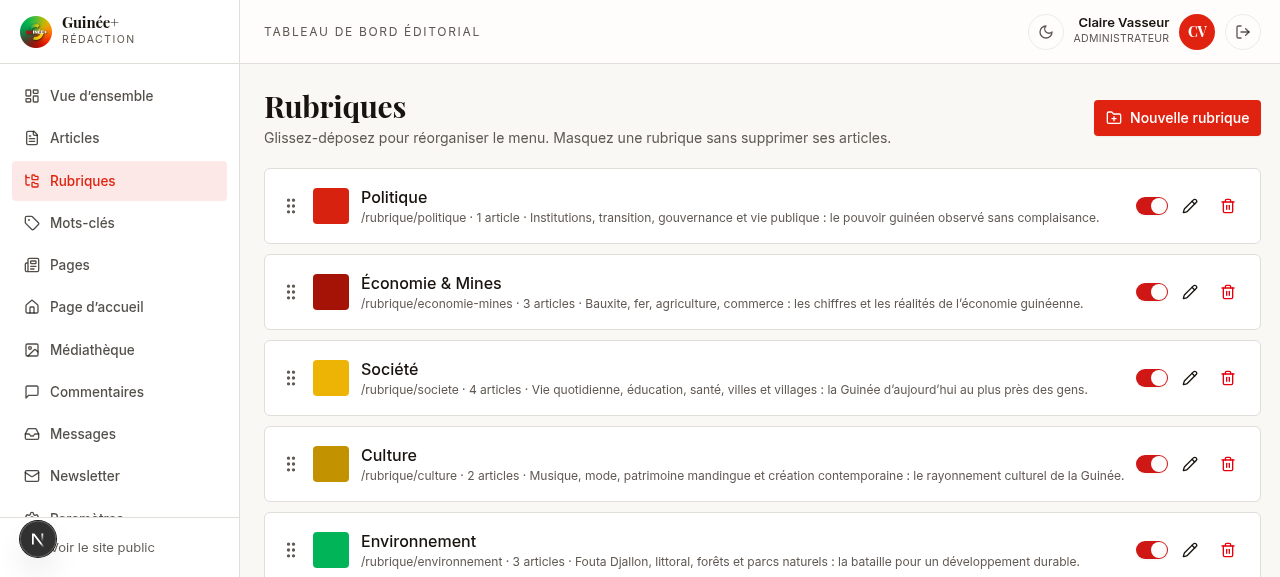 Guinée+
RÉDACTION
TABLEAU DE BORD ÉDITORIAL
Claire Vasseur
ADMINISTRATEUR
CV
Vue d'ensemble
Articles
Rubriques
Mots-clés
Pages
Page d'accueil
Médiathèque
Commentaires
Messages
Newsletter
Paramètres
Voir le site public
N
Rubriques
Glissez-déposez pour réorganiser le menu. Masquez une rubrique sans supprimer ses articles.
Nouvelle rubrique
Politique
/rubrique/politique · 1 article · Institutions, transition, gouvernance et vie publique : le pouvoir guinéen observé sans complaisance.
Économie & Mines
/rubrique/economie-mines · 3 articles · Bauxite, fer, agriculture, commerce : les chiffres et les réalités de l'économie guinéenne.
Société
/rubrique/societe · 4 articles · Vie quotidienne, éducation, santé, villes et villages : la Guinée d'aujourd'hui au plus près des gens.
Culture
/rubrique/culture · 2 articles · Musique, mode, patrimoine mandingue et création contemporaine : le rayonnement culturel de la Guinée.
Environnement
/rubrique/environnement · 3 articles · Fouta Djallon, littoral, forêts et parcs naturels : la bataille pour un développement durable.